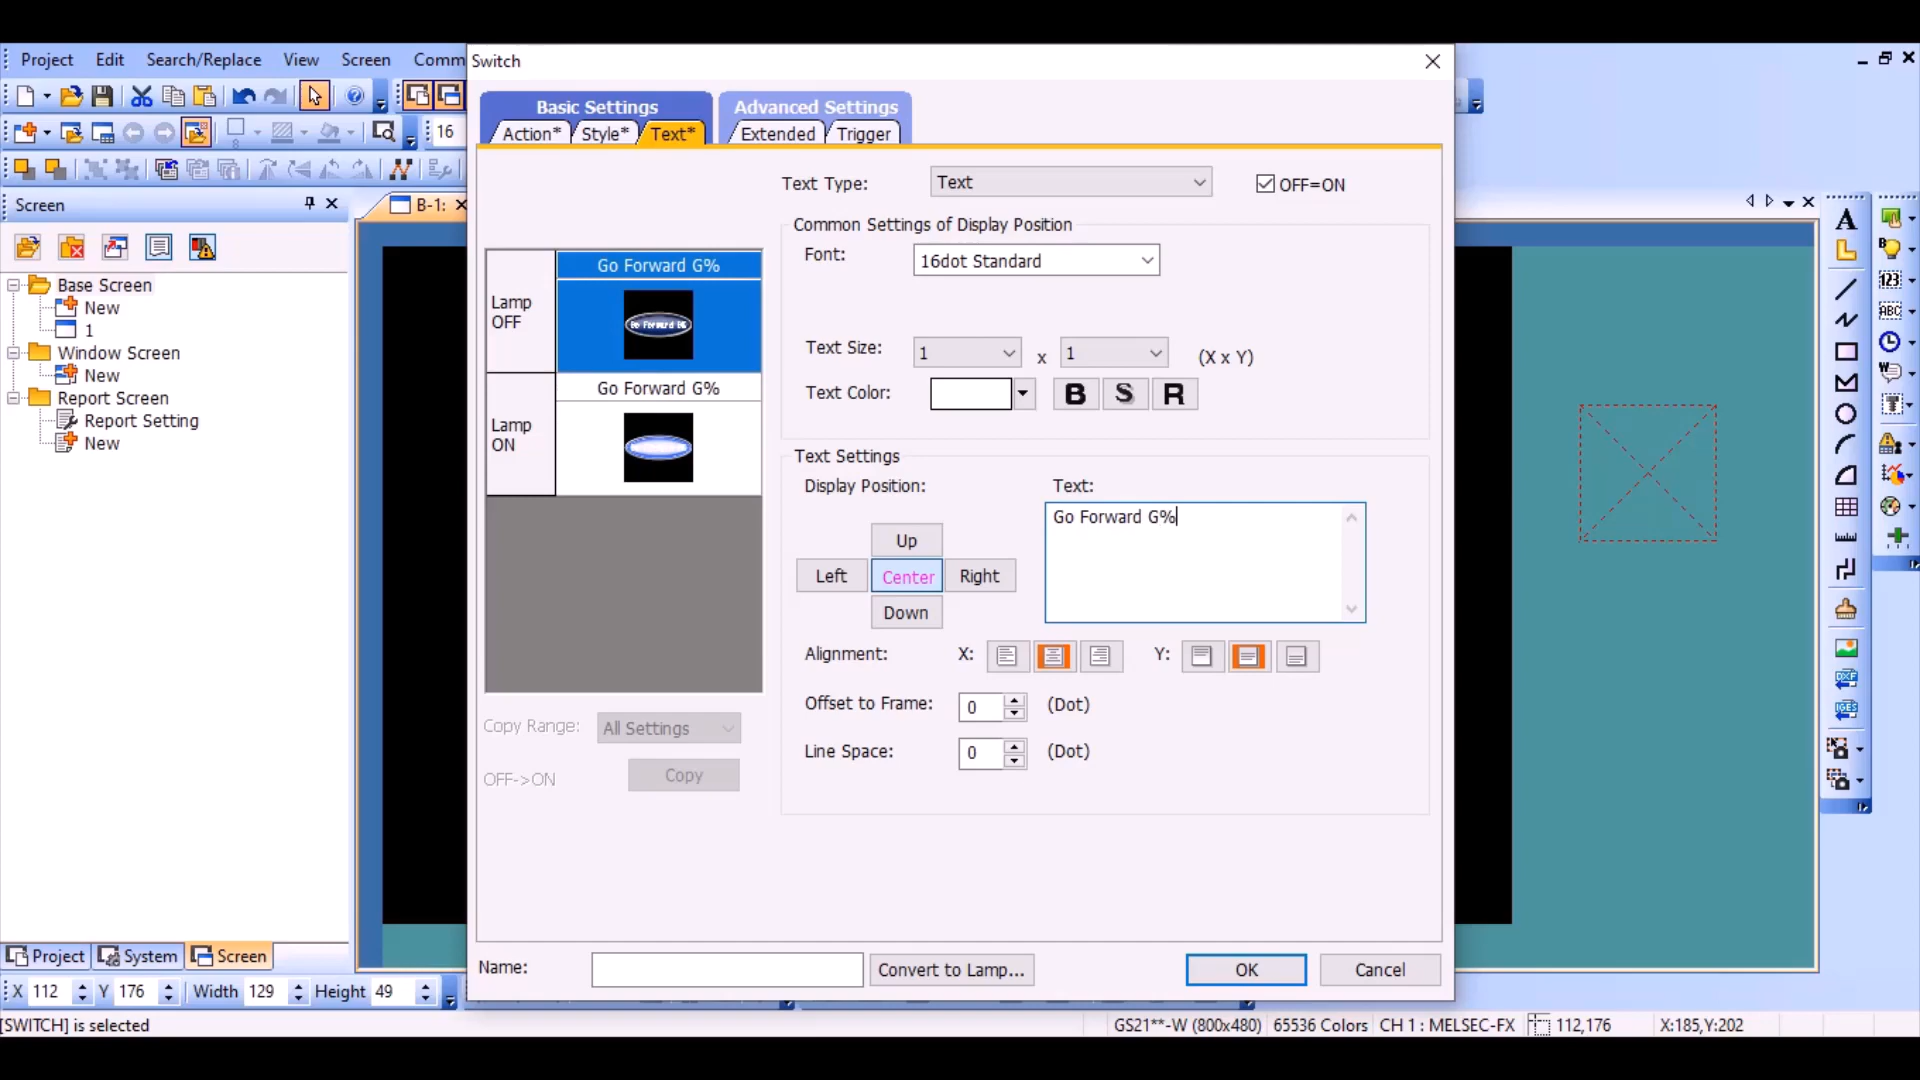 Project Edit Search/Replace View Screen Comm
Switch
Basic Settings
Advanced Settings
Action* Style* Text* Extended Trigger
16
Screen
B-1:
Text Type: Text OFF=ON
Common Settings of Display Position
Font: 16dot Standard
Go Forward G%
Lamp OFF
Go Forward G%
Text Size: 1 x 1 (X x Y)
Go Forward G%
Text Color: B S R
Lamp ON
Base Screen
New
1
Window Screen
New
Report Screen
Report Setting
New
Text Settings
Display Position: Text:
Go Forward G%
Up
Left Center Right
Down
Alignment: X: Y:
Offset to Frame: 0 (Dot)
Line Space: 0 (Dot)
Copy Range: All Settings
OFF->ON Copy
A
123
ABC
DXF
IGES
Project System Screen
Name: Convert to Lamp... OK Cancel
X 112 Y 176 Width 129 Height 49
[SWITCH] is selected
GS21**-W (800x480) 65536 Colors CH 1 : MELSEC-FX 112,176 X:185,Y:202